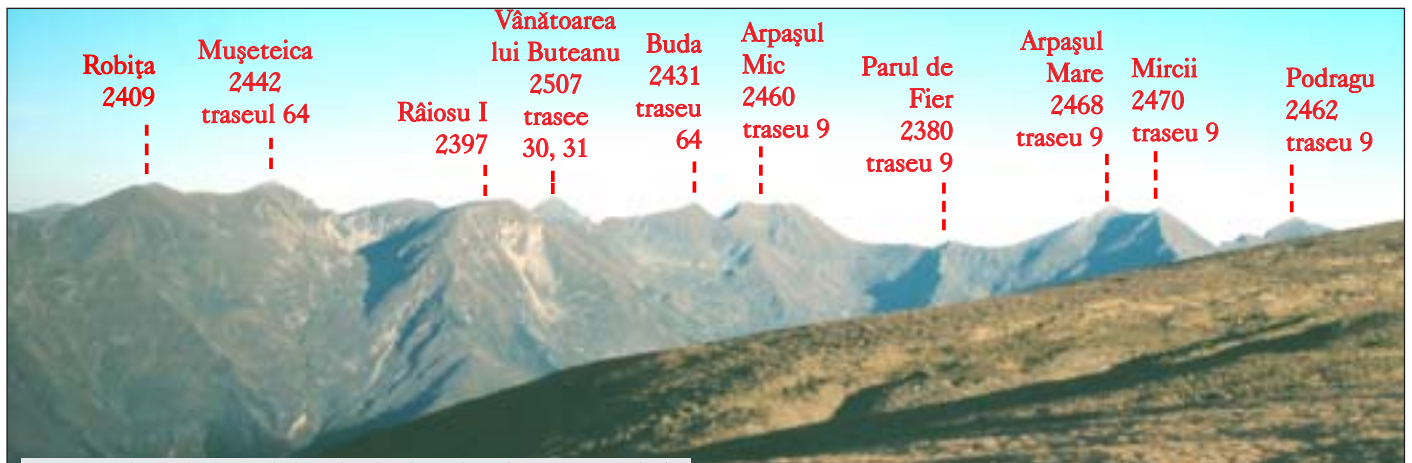 Robiţa
2409
Muşeteica
2442
traseul 64
Râiosu I
2397
Vânătoarea
lui Buteanu
2507
trasee
30, 31
Buda
2431
traseu
64
Arpaşul
Mic
2460
traseu 9
Parul de
Fier
2380
traseu 9
Arpaşul
Mare
2468
traseu 9
Mircii
2470
traseu 9
Podragu
2462
traseu 9